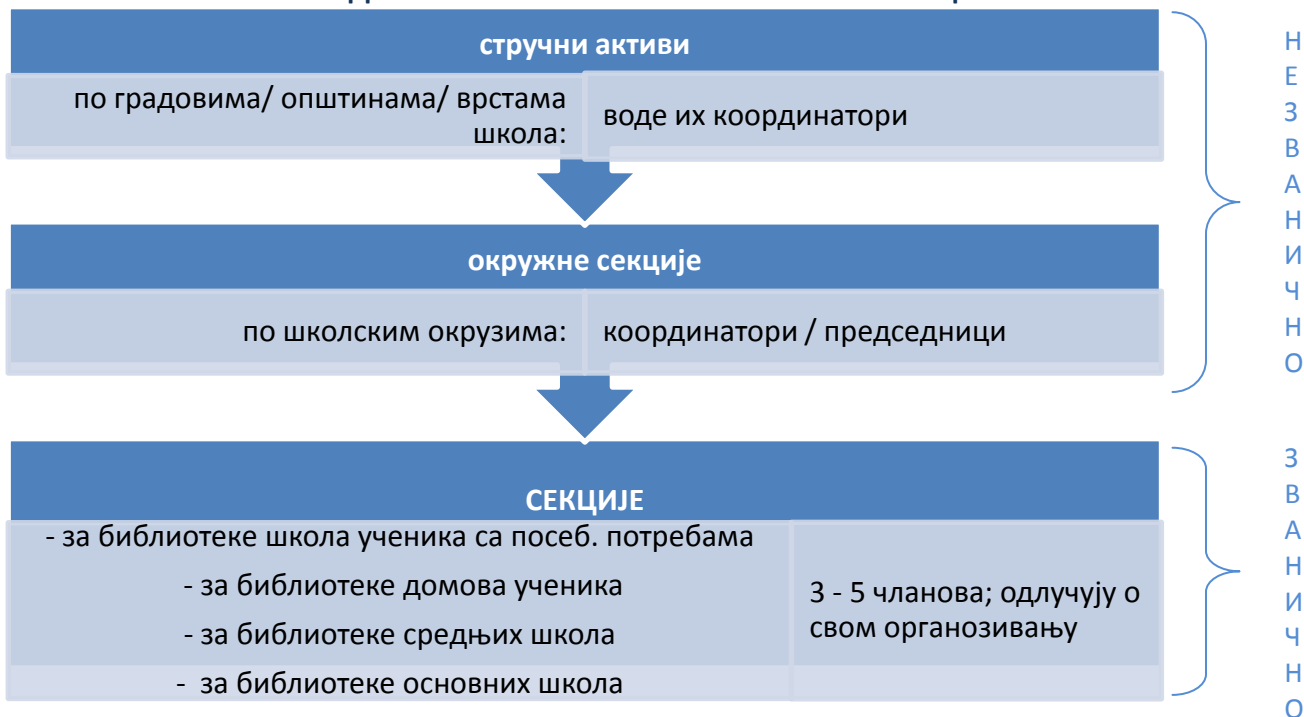 стручни активи
по градовима/ општинама/ врстама
школа:
воде их координатори
окружне секције
по школским окрузима:
координатори / председници
НЕЗВАНИЧНО
СЕКЦИЈЕ
- за библиотеке школа ученика са посеб. потребама
- за библиотеке домова ученика
- за библиотеке средњих школа
- за библиотеке основних школа
3 - 5 чланова; одлучују о
свом органозивању
ЗВАНИЧНО